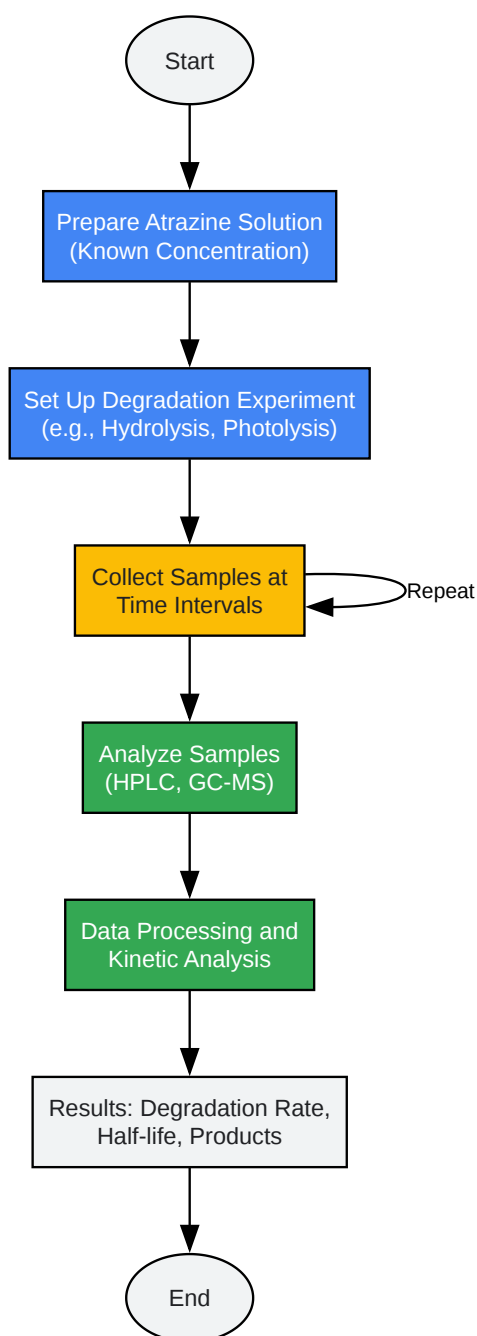 Start
Prepare Atrazine Solution
(Known Concentration)
Set Up Degradation Experiment
(e.g., Hydrolysis, Photolysis)
Collect Samples at
Time Intervals
Repeat
Analyze Samples
(HPLC, GC-MS)
Data Processing and
Kinetic Analysis
Results: Degradation Rate,
Half-life, Products
End